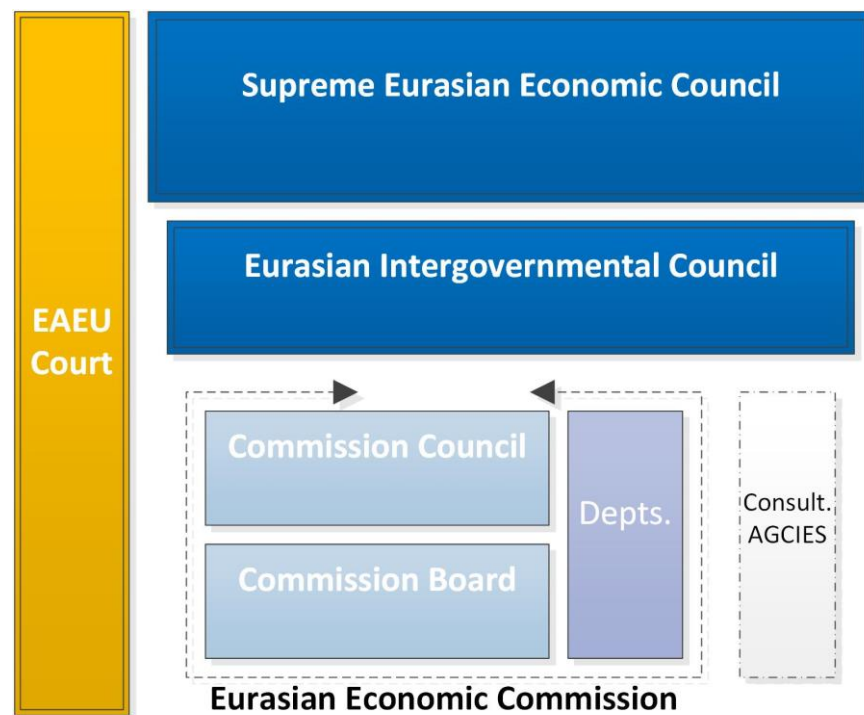 Supreme Eurasian Economic Council
Eurasian Intergovernmental Council
EAEU
Court
Commission Council
Depts.
Consult.
AGCIES
Commission Board
Eurasian Economic Commission